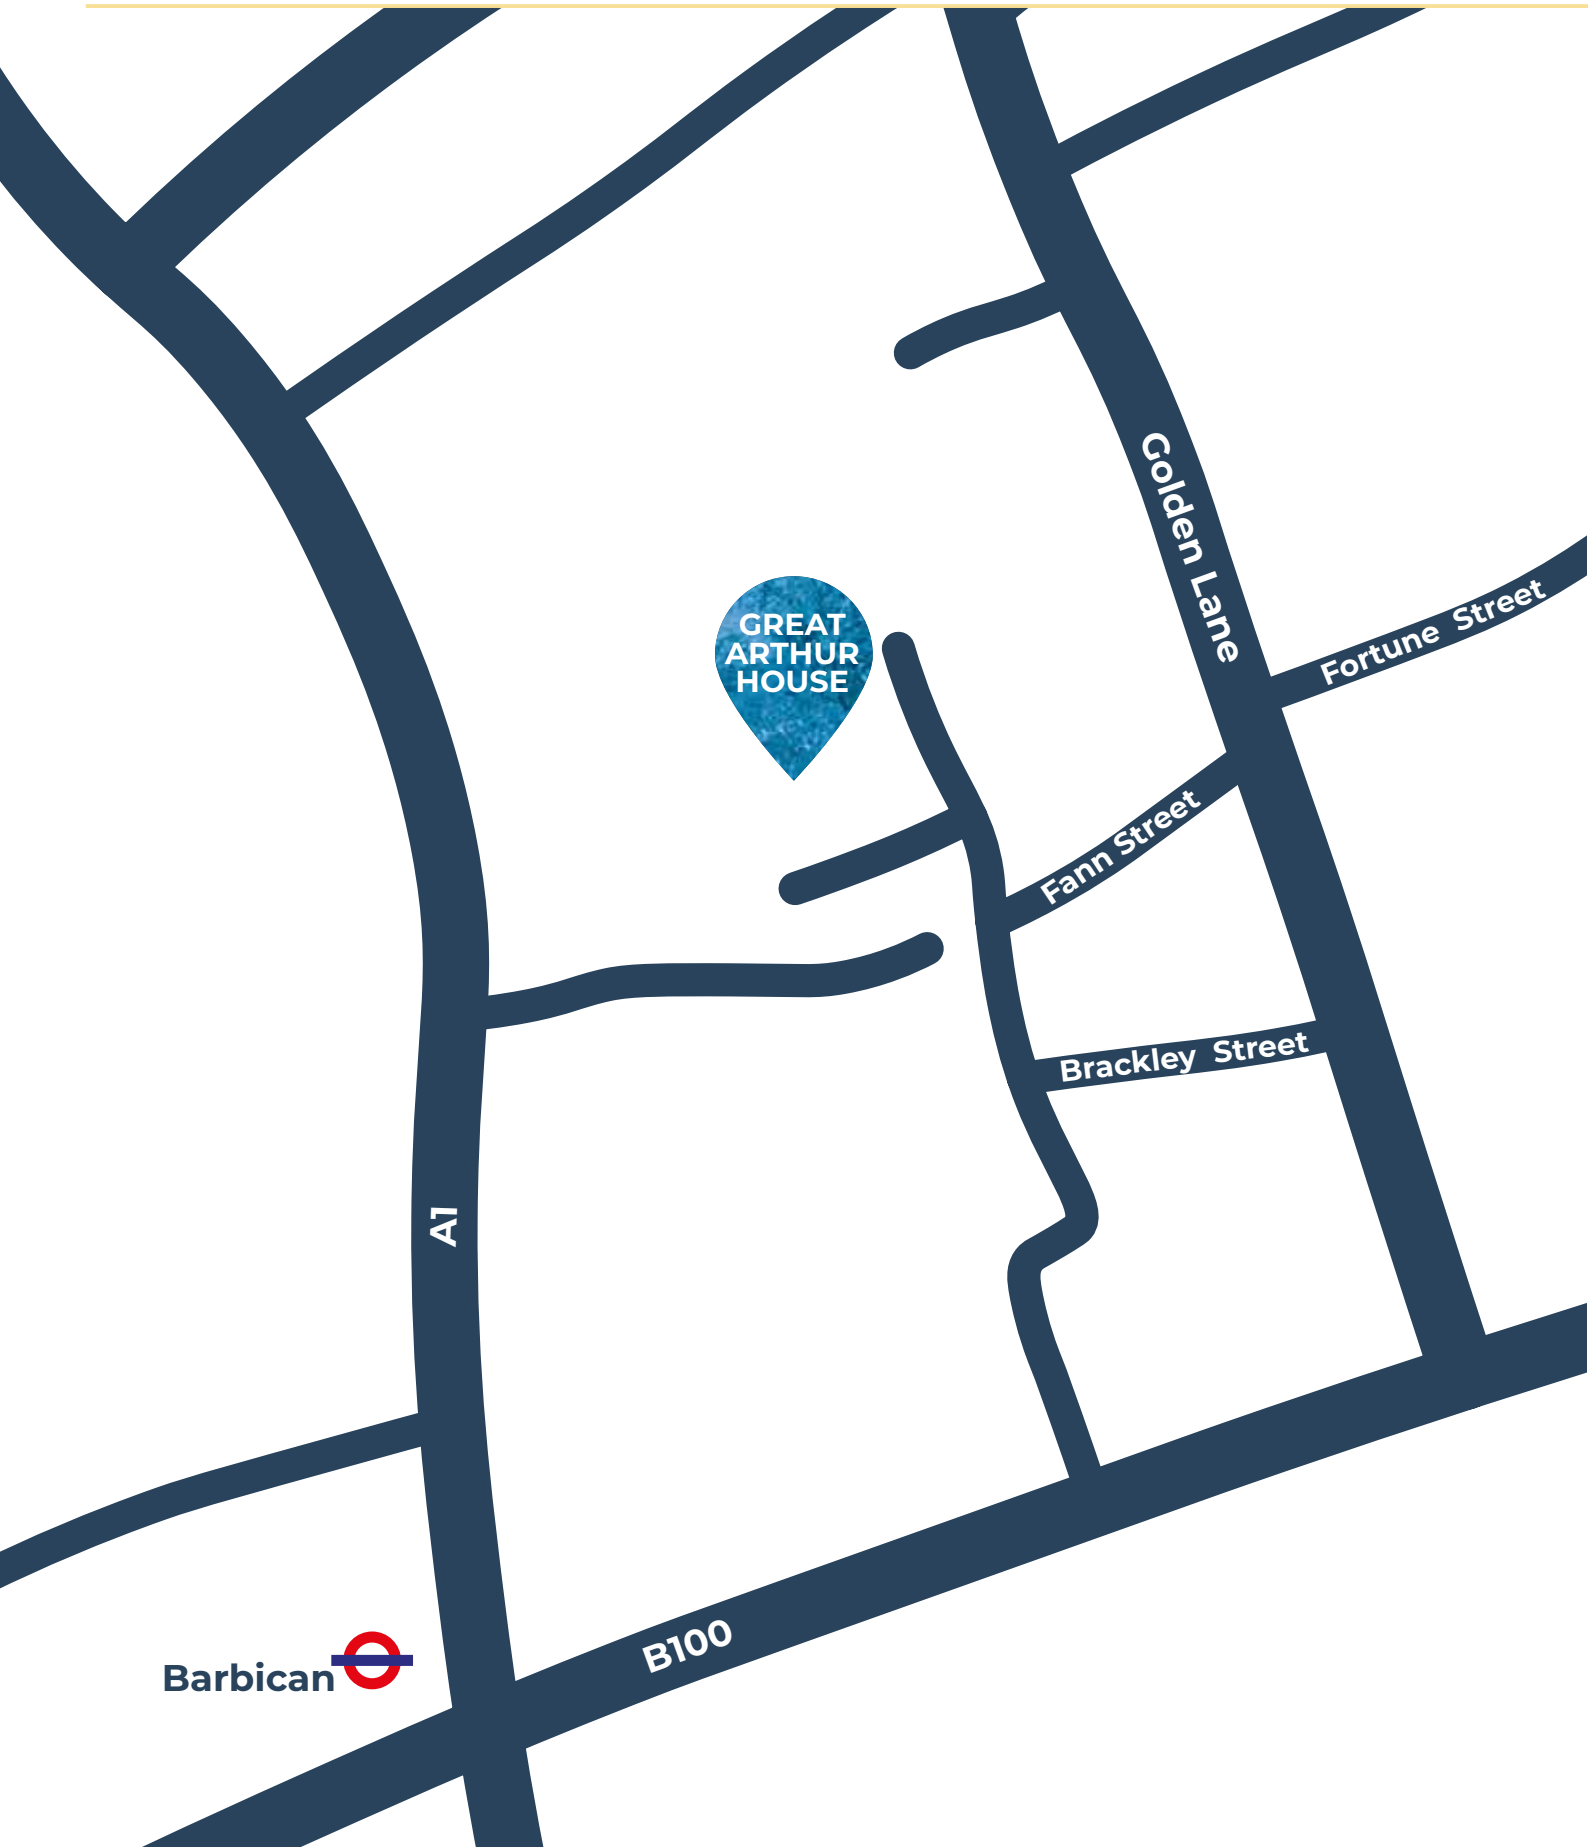 Golden Lane
Fortune Street
GREAT
ARTHUR
HOUSE
Fann Street
Brackley Street
A1
B100
Barbican